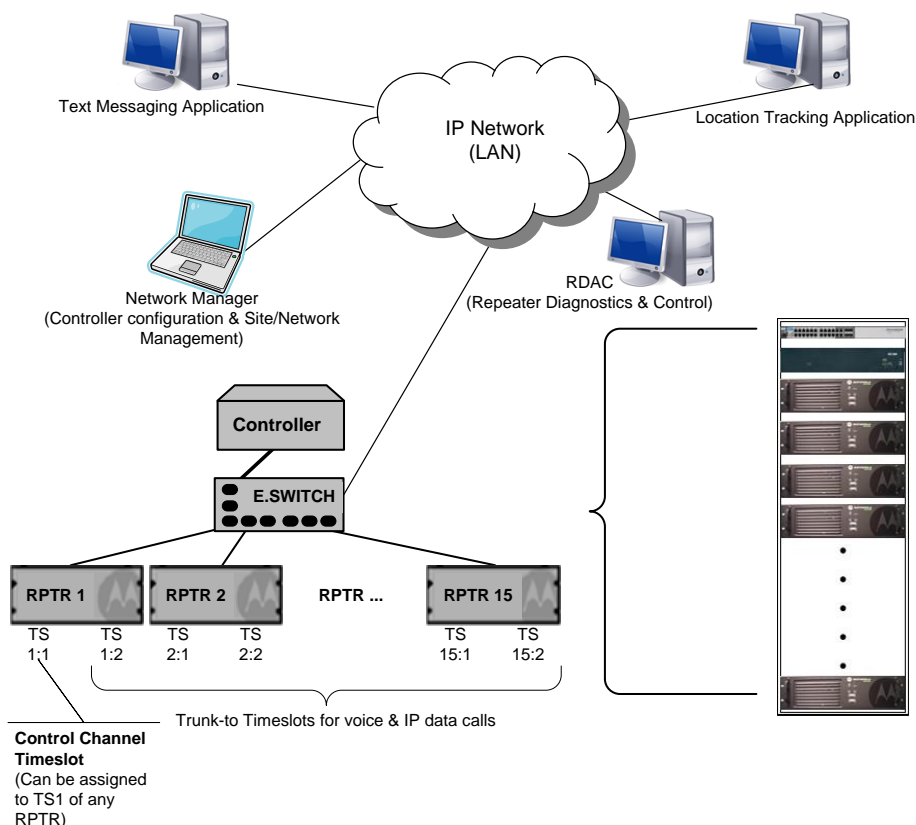 Text Messaging Application
IP Network
(LAN)
Location Tracking Application
Network Manager
(Controller configuration & Site/Network
Management)
RDAC
(Repeater Diagnostics & Control)
Controller
E.SWITCH
RPTR 1
RPTR 2
RPTR ...
RPTR 15
TS
1:1
TS
1:2
TS
2:1
TS
2:2
TS
15:1
TS
15:2
Trunk-to Timeslots for voice & IP data calls
Control Channel
Timeslot
(Can be assigned
to TS1 of any
RPTR)